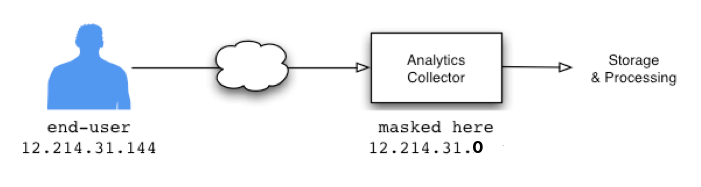 Analytics
Collector
Storage
& Processing
end-user
12.214.31.144
masked here
12.214.31.0